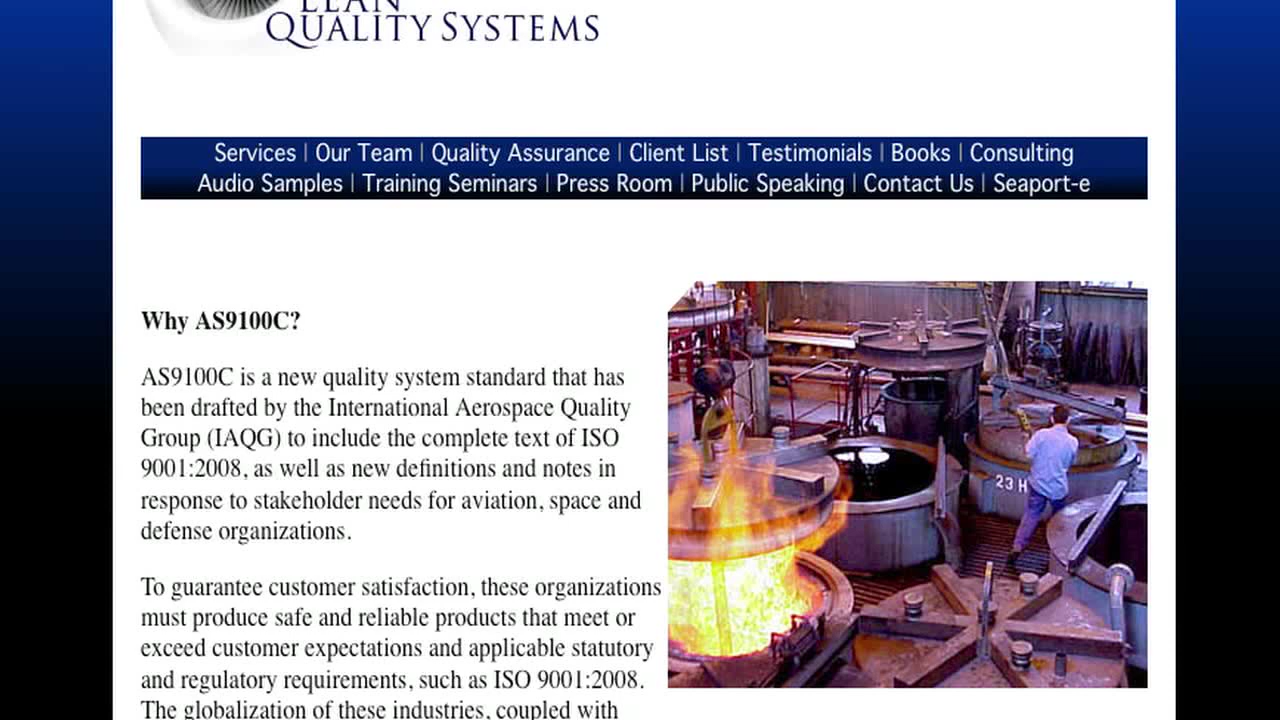 LEAN
QUALITY SYSTEMS
Services | Our Team | Quality Assurance | Client List | Testimonials | Books | Consulting
Audio Samples | Training Seminars | Press Room | Public Speaking | Contact Us | Seaport-e
Why AS9100C?
AS9100C is a new quality system standard that has
been drafted by the International Aerospace Quality
Group (IAQG) to include the complete text of ISO
9001:2008, as well as new definitions and notes in
response to stakeholder needs for aviation, space and
defense organizations.
23 H
To guarantee customer satisfaction, these organizations
must produce safe and reliable products that meet or
exceed customer expectations and applicable statutory
and regulatory requirements, such as ISO 9001:2008.
The globalization of these industries, coupled with